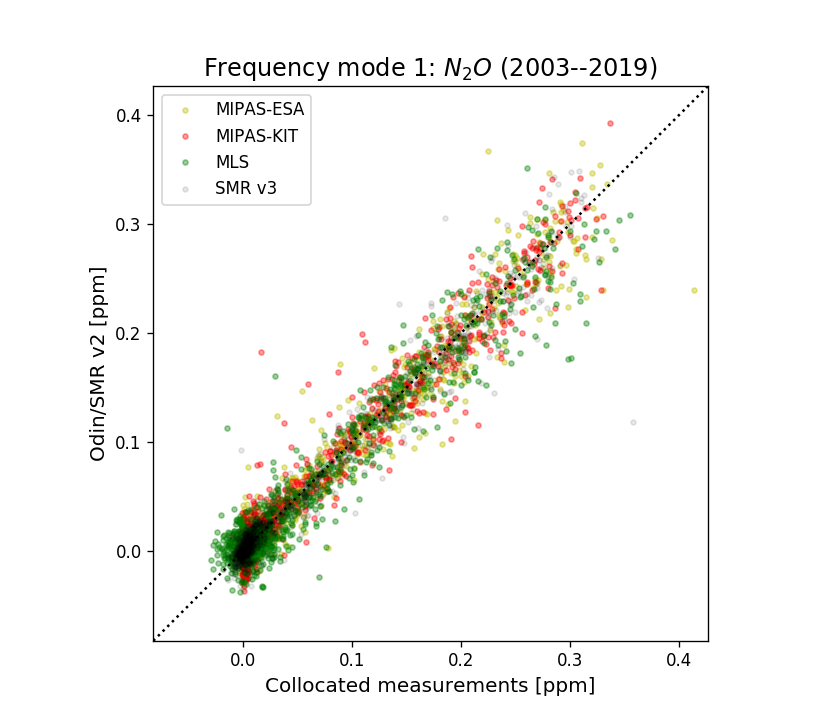 Frequency mode 1: N₂O (2003--2019)
MIPAS-ESA
MIPAS-KIT
MLS
SMR v3
Odin/SMR v2 [ppm]
0.4
0.3
0.2
0.1
0.0
0.0 0.1 0.2 0.3 0.4
Collocated measurements [ppm]